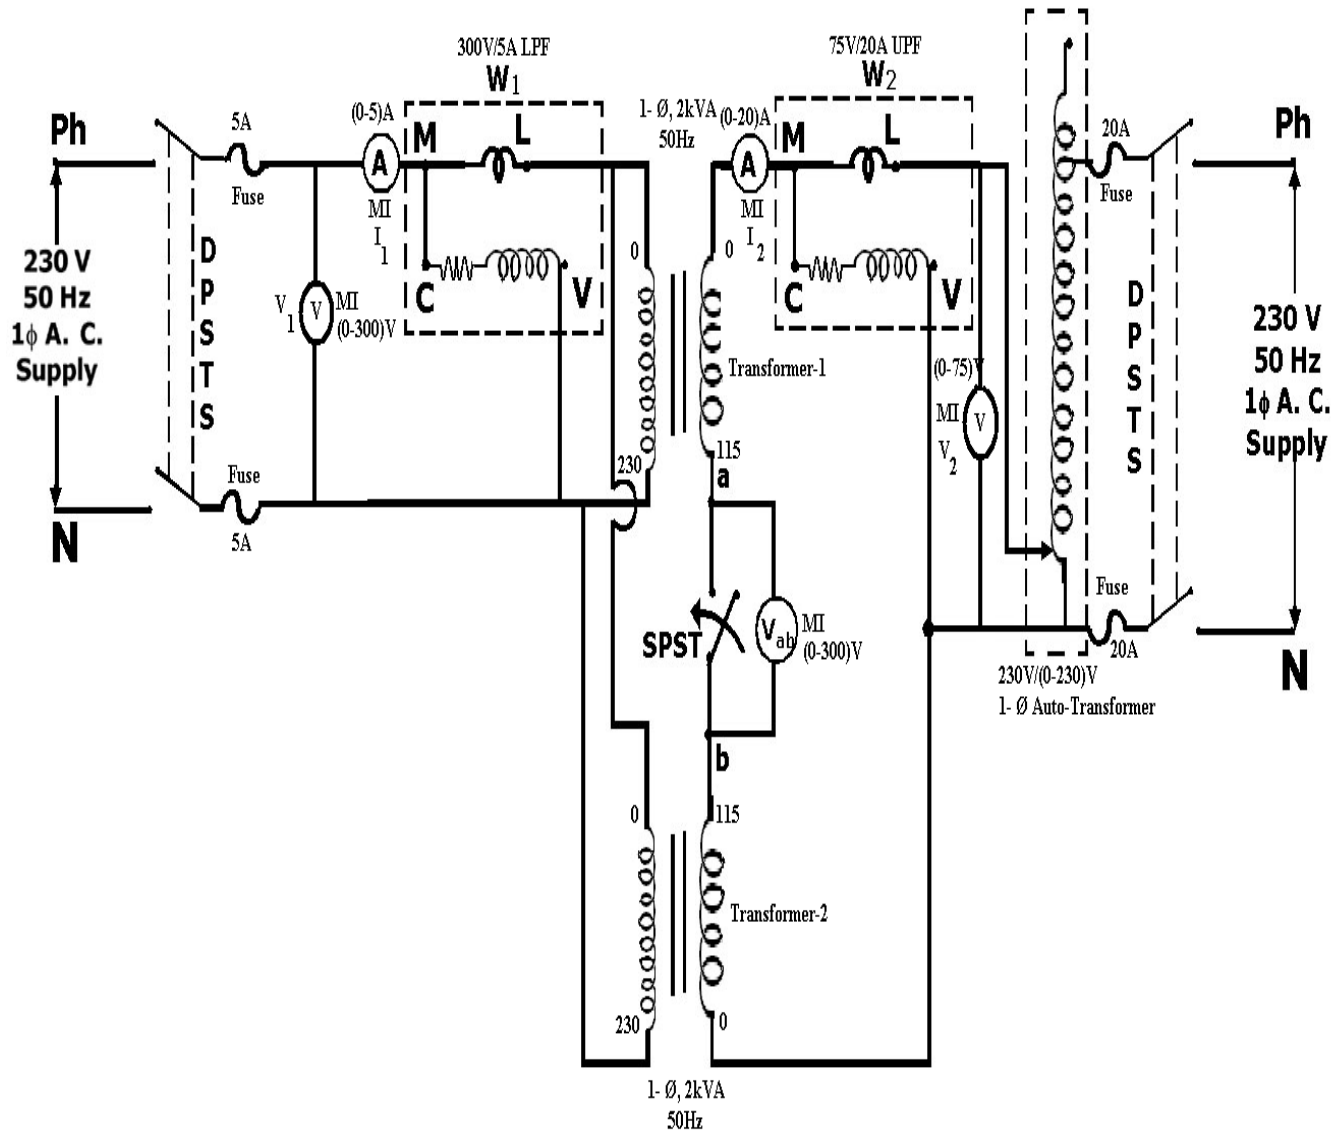 300V/5A LPF
W1
75V/20A UPF
W2
Ph
5A
Fuse
(0-5)A
A
MI
I1
M
L
C
V
1- Ø, 2kVA
50Hz
(0-20)A
A
MI
I2
M
L
C
V
20A
Fuse
Ph
230 V
50 Hz
1ϕ A. C.
Supply
D
P
S
T
S
V1
V
MI
(0-300)V
0
230
0
115
Transformer-1
a
(0-75)V
MI
V2
V
D
P
S
T
S
230 V
50 Hz
1ϕ A. C.
Supply
N
Fuse
5A
SPST
Vab
MI
(0-300)V
b
Fuse
20A
N
230V/(0-230)V
1- Ø Auto-Transformer
0
230
115
0
Transformer-2
1- Ø, 2kVA
50Hz